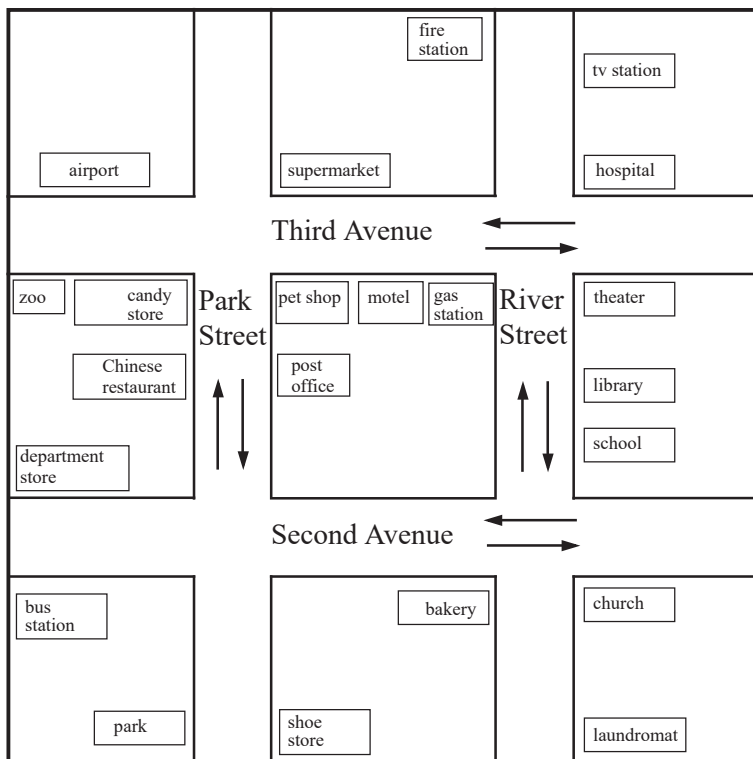 fire
station
tv station
airport
supermarket
hospital
Third Avenue
zoo
candy
store
Park
Street
pet shop
motel
gas
station
River
Street
theater
Chinese
restaurant
post
office
library
department
store
school
Second Avenue
bus
station
bakery
church
park
shoe
store
laundromat